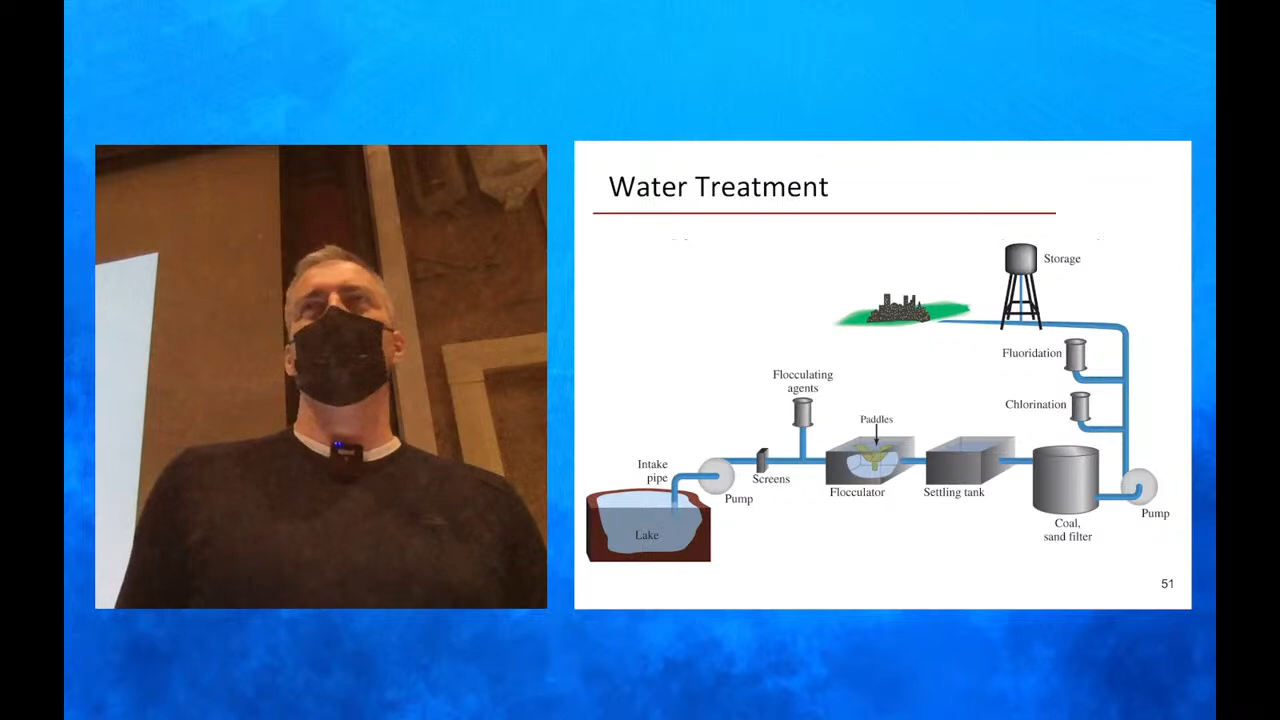 Water Treatment
Storage
Fluoridation
Flocculating
agents
Chlorination
Paddles
Intake
pipe
Screens
Flocculator
Settling tank
Pump
Pump
Lake
Coal,
sand filter
51